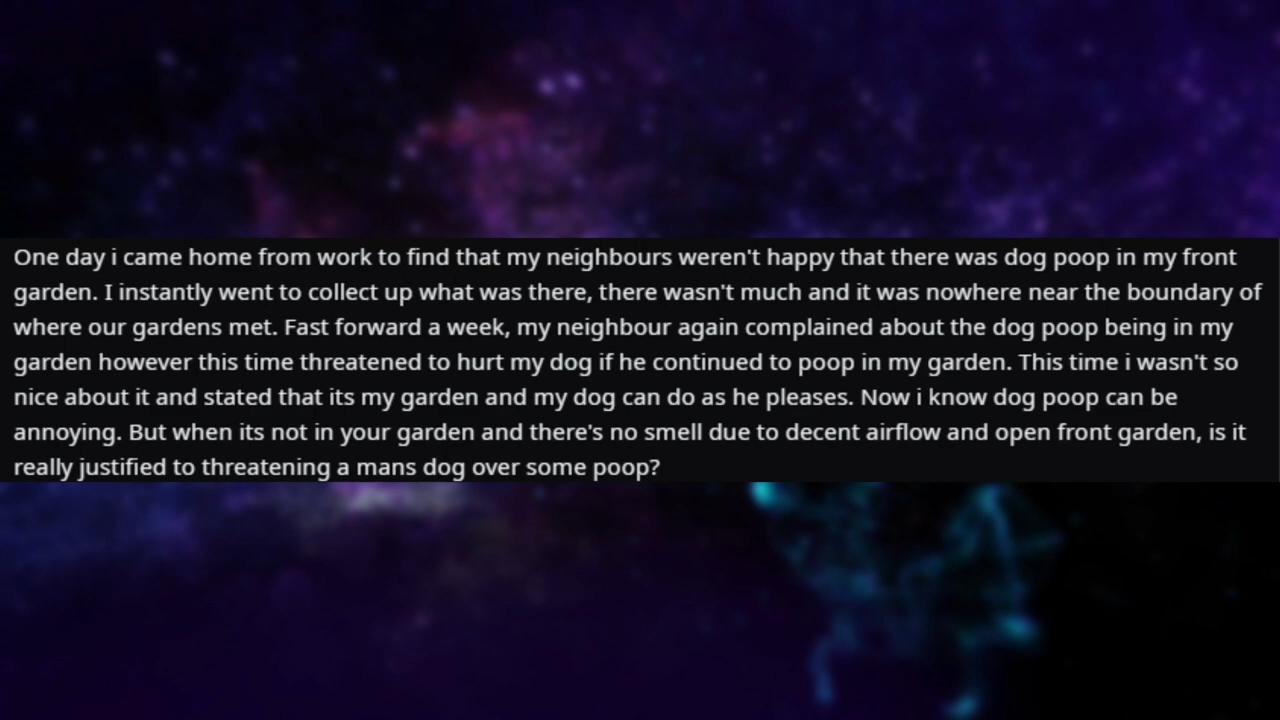 One day i came home from work to find that my neighbours weren't happy that there was dog poop in my front
garden. I instantly went to collect up what was there, there wasn't much and it was nowhere near the boundary of
where our gardens met. Fast forward a week, my neighbour again complained about the dog poop being in my
garden however this time threatened to hurt my dog if he continued to poop in my garden. This time i wasn't so
nice about it and stated that its my garden and my dog can do as he pleases. Now i know dog poop can be
annoying. But when its not in your garden and there's no smell due to decent airflow and open front garden, is it
really justified to threatening a mans dog over some poop?